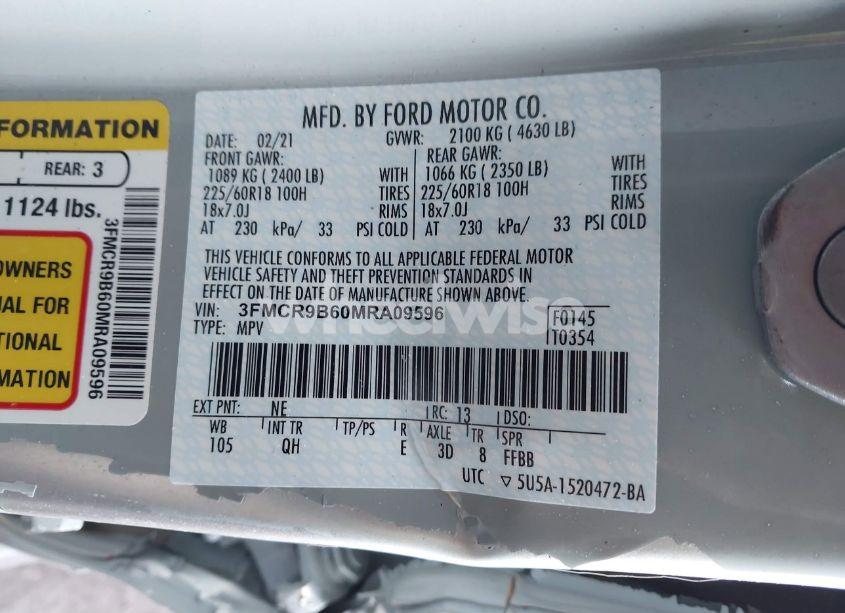 FORMATION
REAR: 3
1124 lbs.
OWNERS
UAL FOR
TIONAL
RMATION
3FMCR9B60MRA09596
MFD. BY FORD MOTOR CO.
DATE: 02/21 GVWR: 2100 KG ( 4630 LB)
FRONT GAWR: REAR GAWR:
1089 KG ( 2400 LB) WITH 1066 KG ( 2350 LB) WITH
225/60R18 100H TIRES 225/60R18 100H TIRES
18x7.0J RIMS 18x7.0J RIMS
AT 230 kPa/ 33 PSI COLD AT 230 kPa/ 33 PSI COLD
THIS VEHICLE CONFORMS TO ALL APPLICABLE FEDERAL MOTOR
VEHICLE SAFETY AND THEFT PREVENTION STANDARDS IN
EFFECT ON THE DATE OF MANUFACTURE SHOWN ABOVE.
VIN: 3FMCR9B60MRA09596 F0145
TYPE: MPV T0354
wheelwise
EXT PNT: NE RC: 13 DSO:
WB INT TR TP/PS R AXLE TR SPR
105 QH E 3D 8 FFBB
UTC ▽ 5U5A-1520472-BA